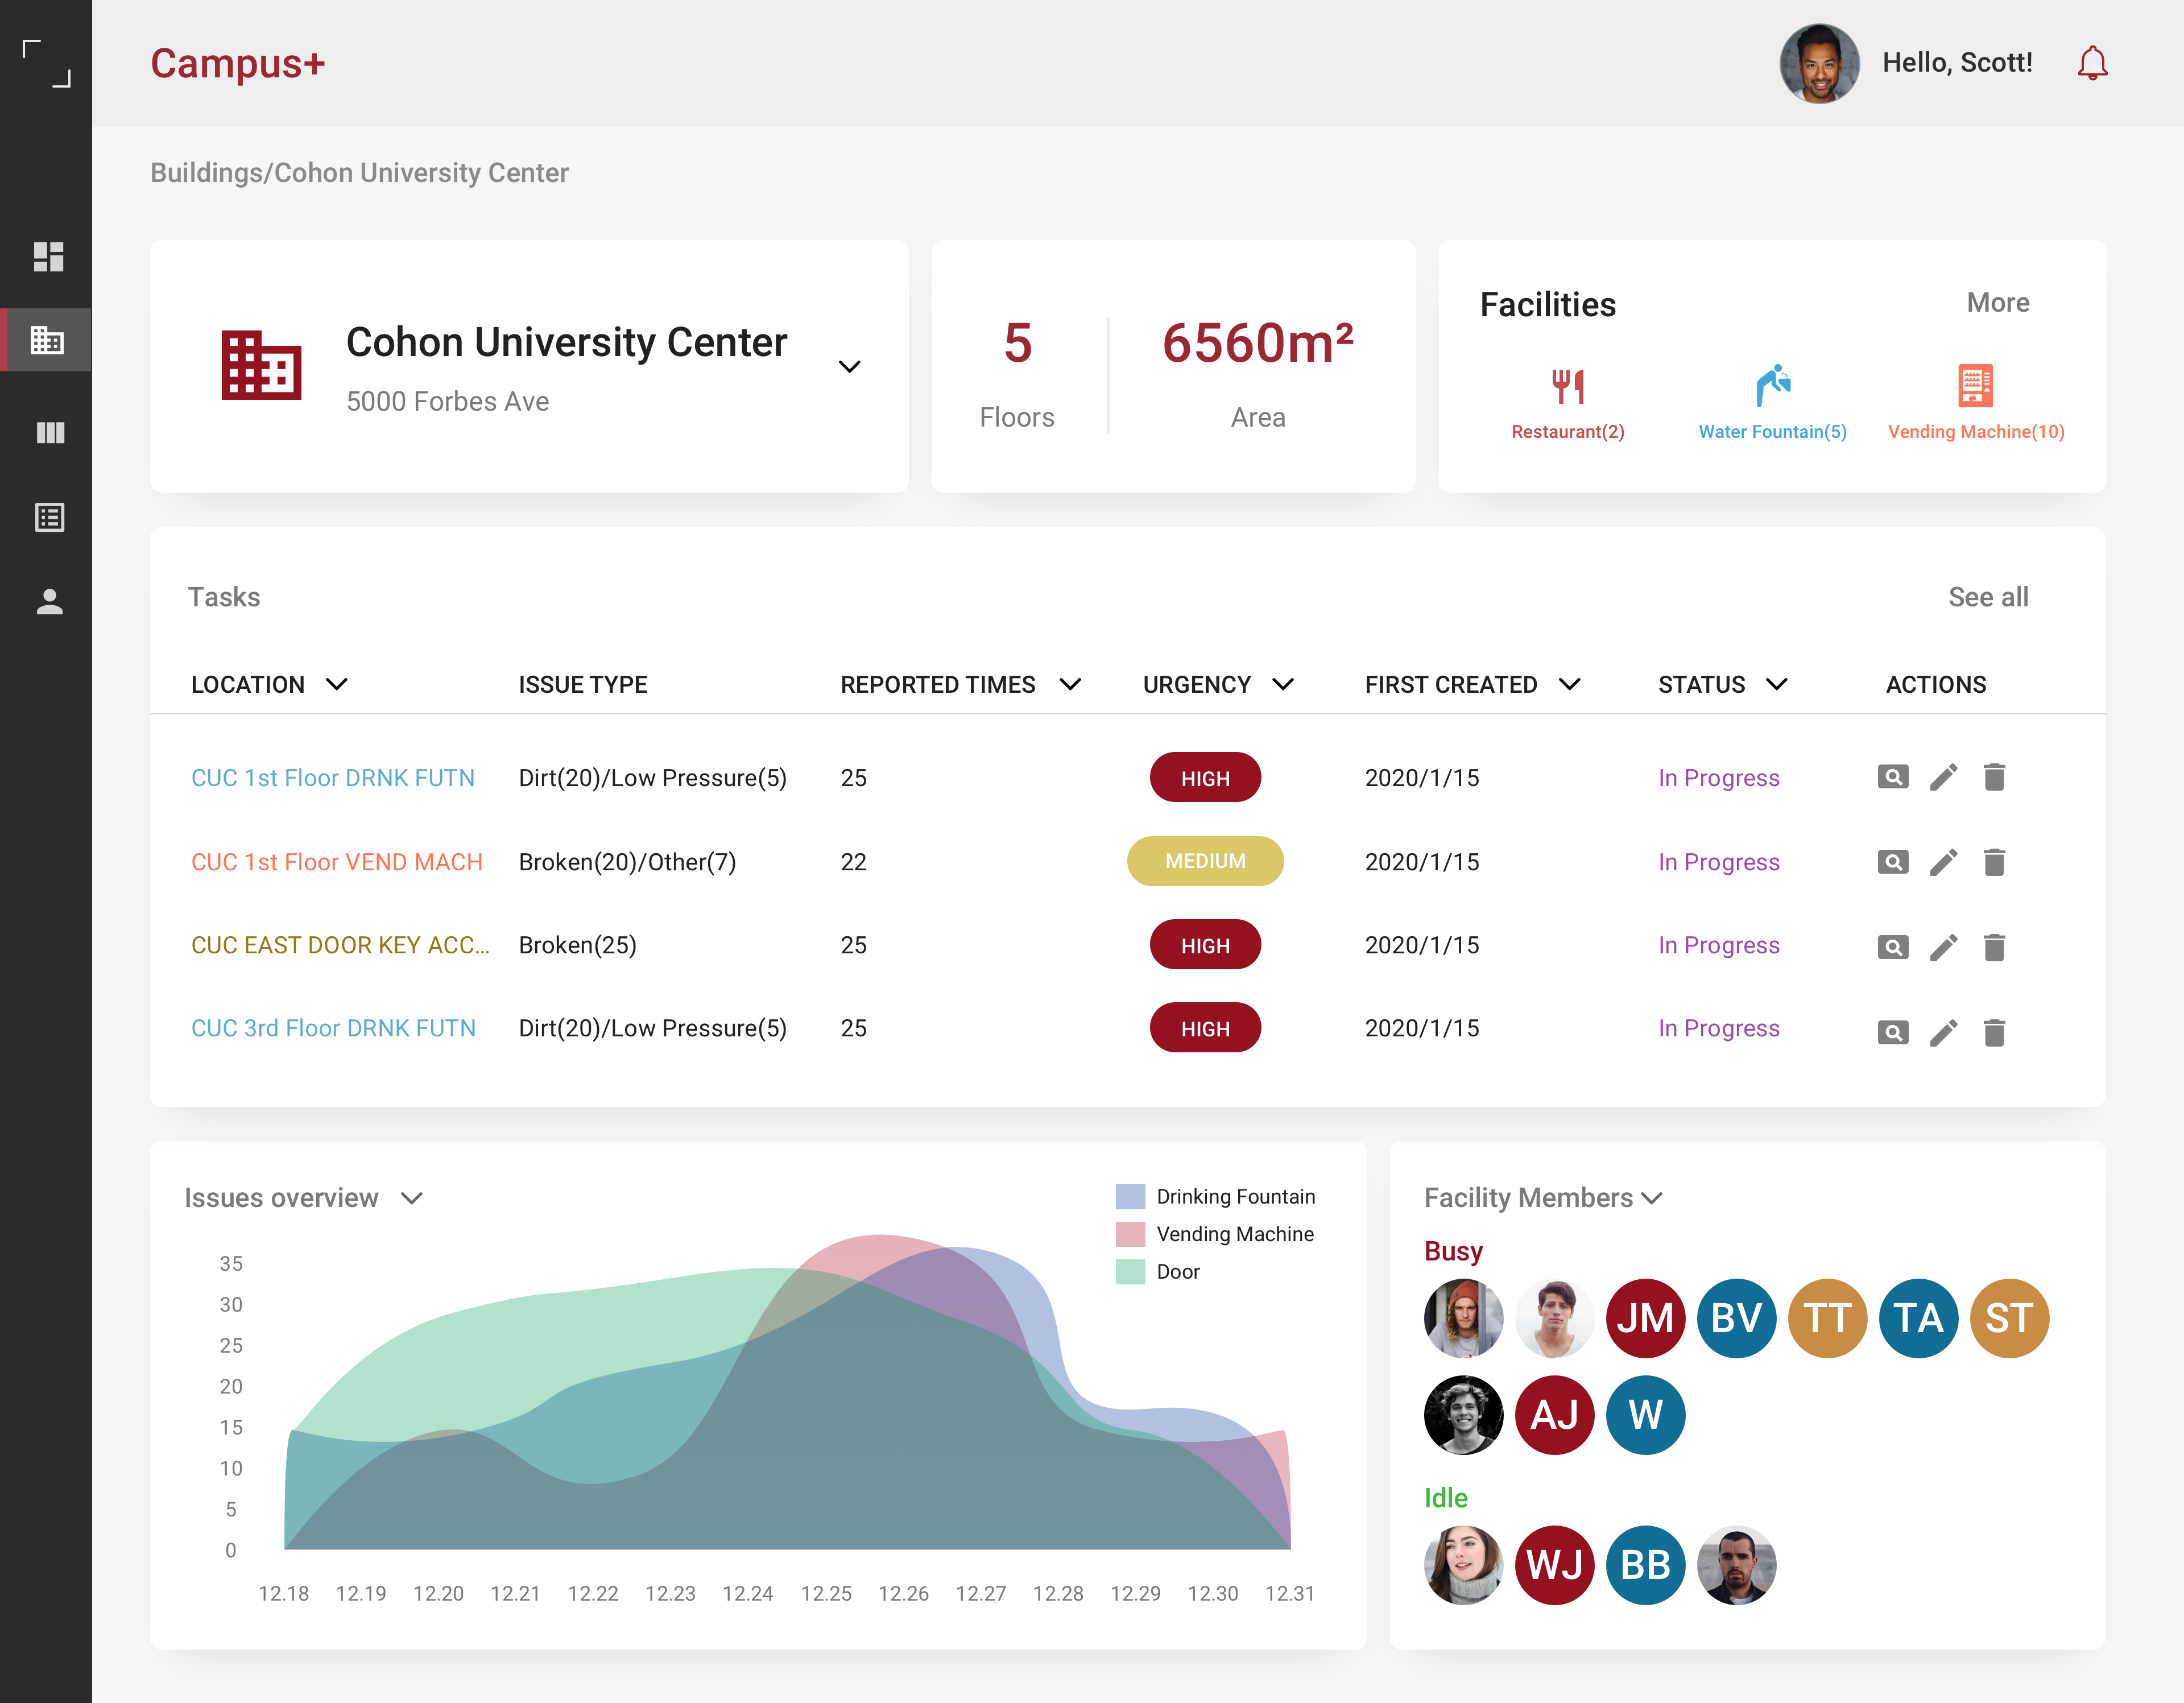 Campus+
Hello, Scott!
Buildings/Cohon University Center
Cohon University Center
5000 Forbes Ave
5
Floors
6560m²
Area
Facilities
More
Restaurant(2)
Water Fountain(5)
Vending Machine(10)
Tasks
See all
LOCATION ISSUE TYPE REPORTED TIMES URGENCY FIRST CREATED STATUS ACTIONS
CUC 1st Floor DRNK FUTN Dirt(20)/Low Pressure(5) 25 HIGH 2020/1/15 In Progress
CUC 1st Floor VEND MACH Broken(20)/Other(7) 22 MEDIUM 2020/1/15 In Progress
CUC EAST DOOR KEY ACC... Broken(25) 25 HIGH 2020/1/15 In Progress
CUC 3rd Floor DRNK FUTN Dirt(20)/Low Pressure(5) 25 HIGH 2020/1/15 In Progress
Issues overview
Drinking Fountain
Vending Machine
Door
35
30
25
20
15
10
5
0
12.18 12.19 12.20 12.21 12.22 12.23 12.24 12.25 12.26 12.27 12.28 12.29 12.30 12.31
Facility Members
Busy
JM BV TT TA ST
AJ W
Idle
WJ BB